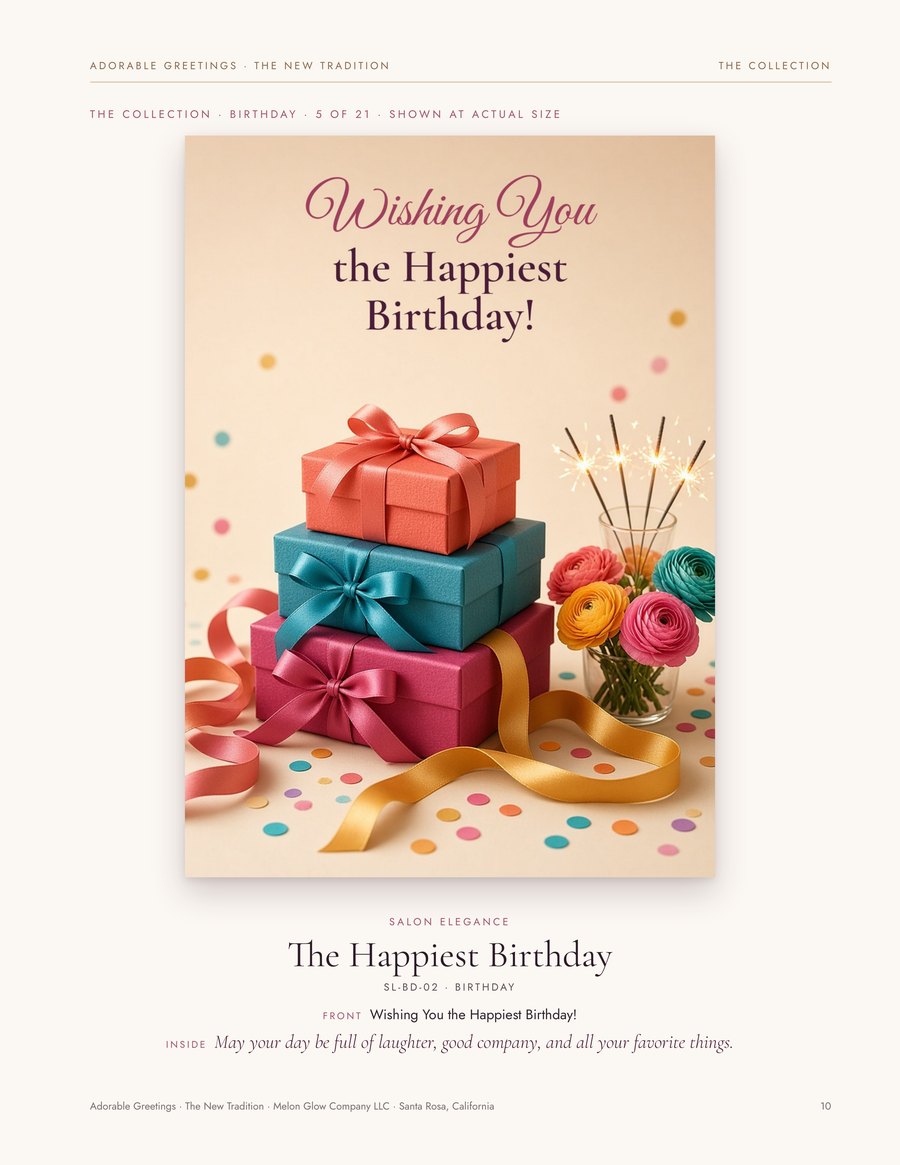 ADORABLE GREETINGS · THE NEW TRADITION
THE COLLECTION
THE COLLECTION · BIRTHDAY · 5 OF 21 · SHOWN AT ACTUAL SIZE
Wishing You
the Happiest
Birthday!
SALON ELEGANCE
The Happiest Birthday
SL-BD-02 · BIRTHDAY
FRONT Wishing You the Happiest Birthday!
INSIDE May your day be full of laughter, good company, and all your favorite things.
Adorable Greetings · The New Tradition · Melon Glow Company LLC · Santa Rosa, California
10